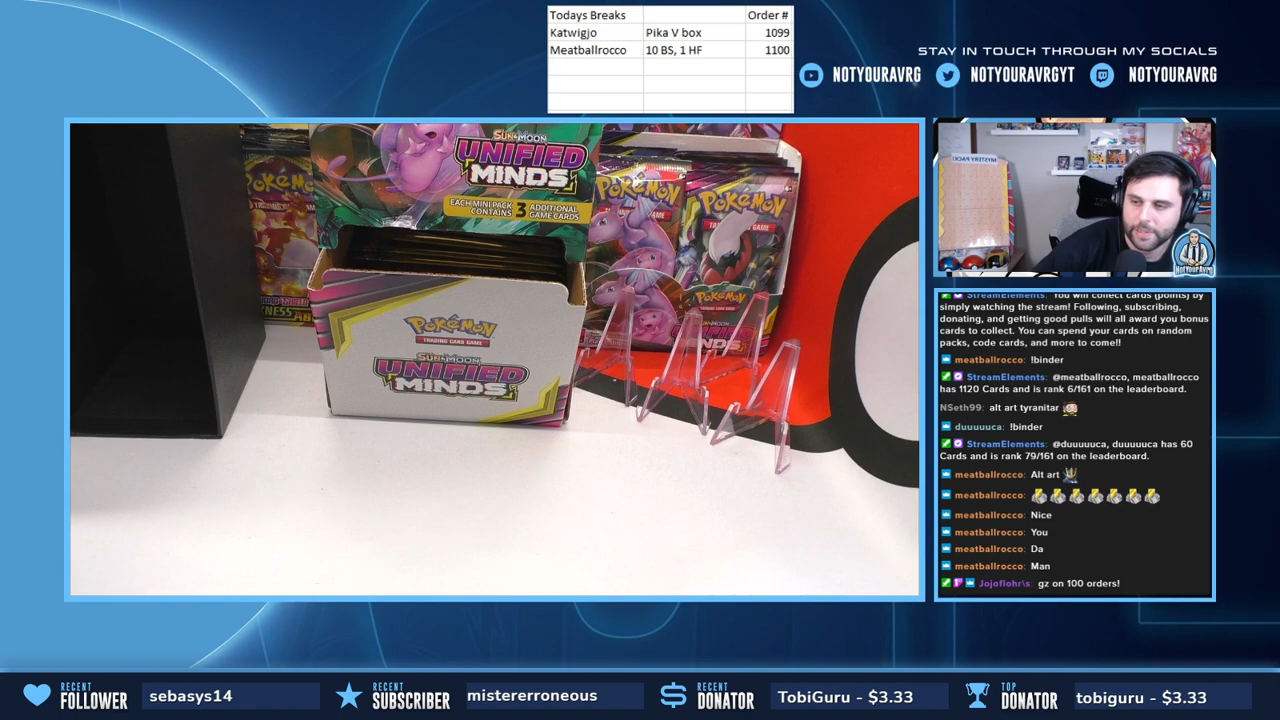 Todays Breaks Order #
Katwigjo Pika V box 1099
Meatballrocco 10 BS, 1 HF 1100
STAY IN TOUCH THROUGH MY SOCIALS
NOTYOURAVRG NOTYOURAVRGYT NOTYOURAVRG
SUN & MOON
UNIFIED
MINDS
EACH MINI PACK
CONTAINS 3 ADDITIONAL
GAME CARDS
POKéMON
POKéMON
POKéMON
POKéMON
POKéMON
TRADING CARD GAME
SUN & MOON
UNIFIED
MINDS
MYSTERY PACK!
NOTYOURAVRG
StreamElements: You will collect cards (points) by
simply watching the stream! Following, subscribing,
donating, and getting good pulls will all award you bonus
cards to collect. You can spend your cards on random
packs, code cards, and more to come!!
meatballrocco: !binder
StreamElements: @meatballrocco, meatballrocco
has 1120 Cards and is rank 6/161 on the leaderboard.
NSeth99: alt art tyranitar
duuuuuca: !binder
StreamElements: @duuuuuca, duuuuuca has 60
Cards and is rank 79/161 on the leaderboard.
meatballrocco: Alt art
meatballrocco:
meatballrocco: Nice
meatballrocco: You
meatballrocco: Da
meatballrocco: Man
Jojoflohr\s: gz on 100 orders!
RECENT FOLLOWER sebasys14
RECENT SUBSCRIBER mistererroneous
RECENT DONATOR TobiGuru - $3.33
TOP DONATOR tobiguru - $3.33